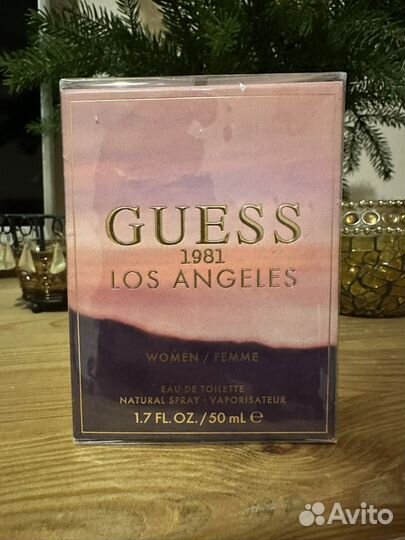 GUESS
1981
LOS ANGELES
WOMEN / FEMME
EAU DE TOILETTE
NATURAL SPRAY · VAPORISATEUR
1.7 FL. OZ. / 50 mL ℮
Avito